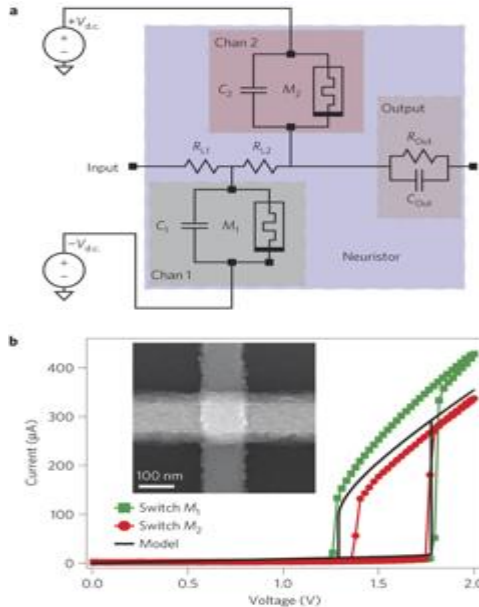 a
+Vd.c.
Chan 2
C2
M2
Output
RL1
RL2
ROut
Input
COut
C1
M1
Neuristor
−Vd.c.
Chan 1
b
400
300
200
100
0
Current (μA)
100 nm
Switch M1
Switch M2
Model
0.0
0.5
1.0
1.5
2.0
Voltage (V)